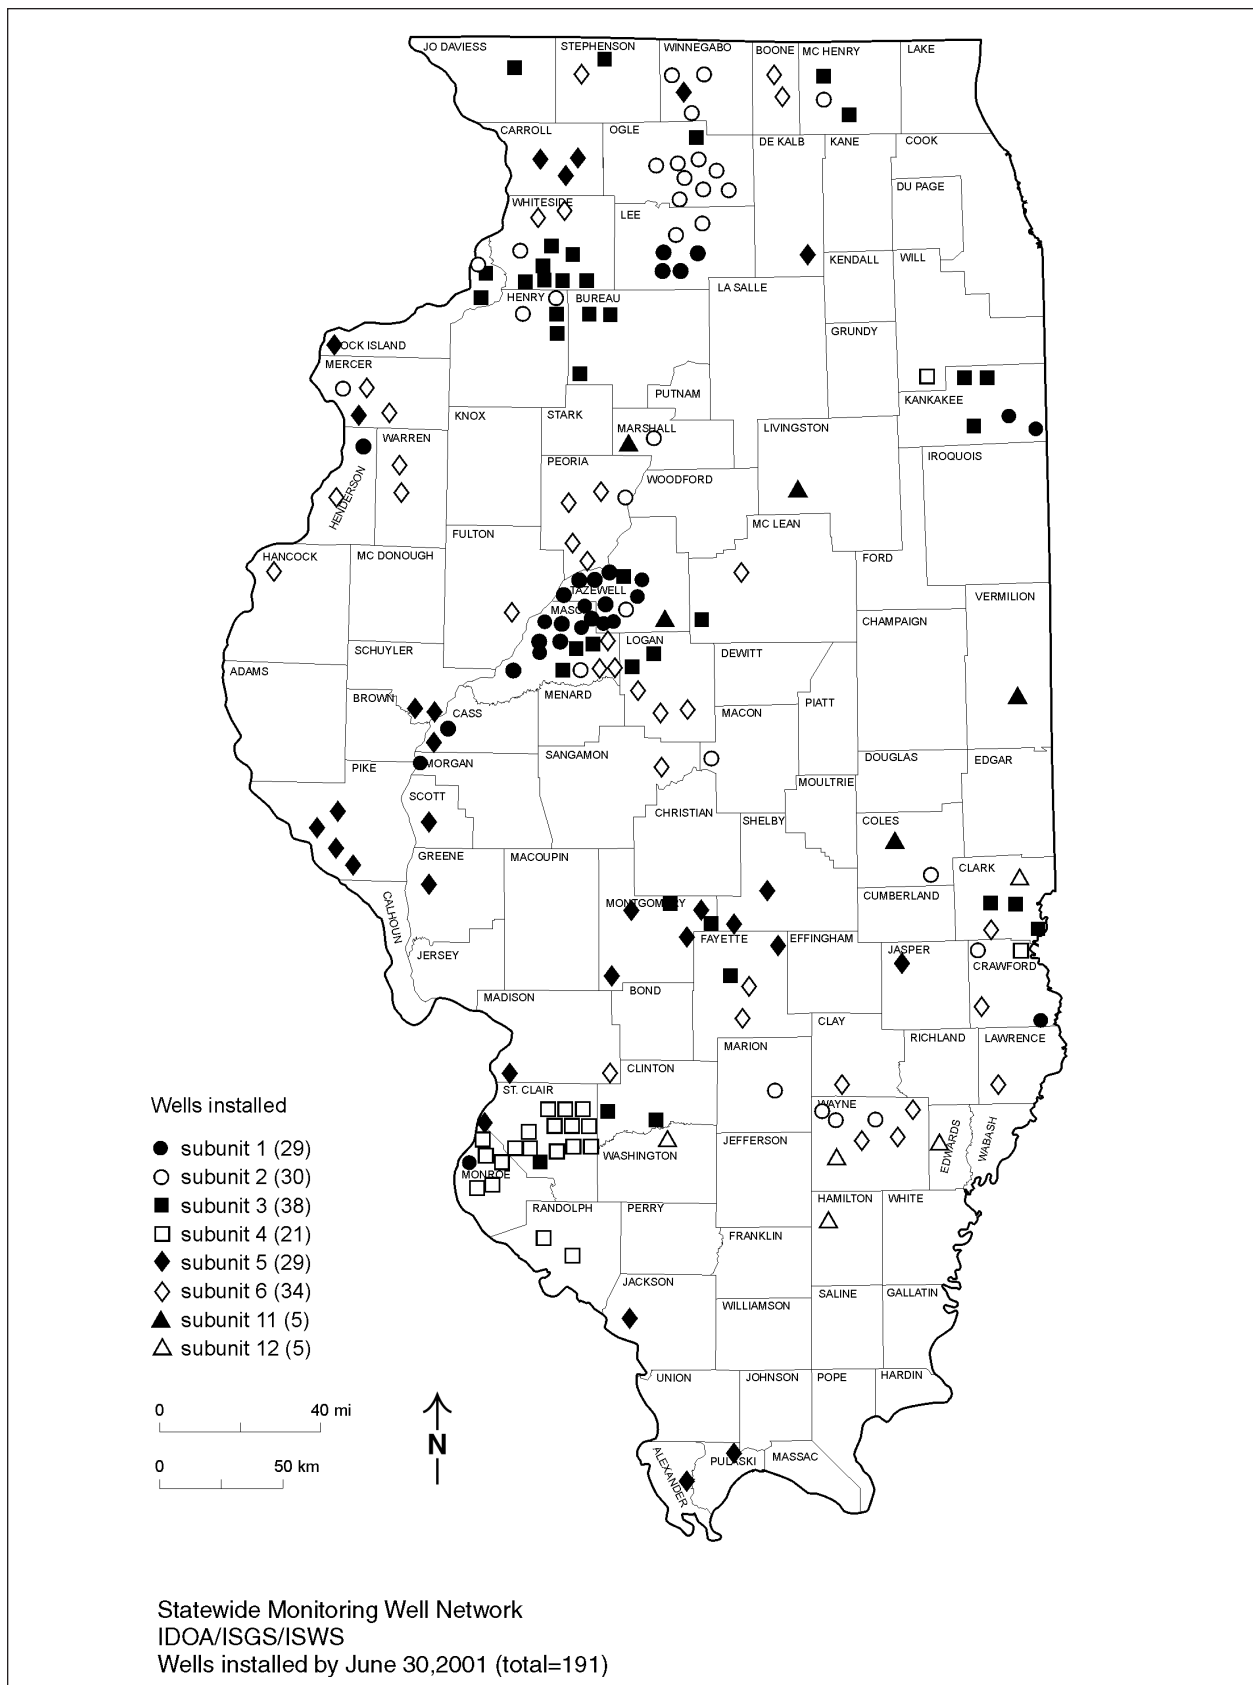 JO DAVIESS
STEPHENSON
WINNEGABO
BOONE
MC HENRY
LAKE
CARROLL
OGLE
DE KALB
KANE
COOK
DU PAGE
WHITESIDE
LEE
KENDALL
WILL
LA SALLE
HENRY
BUREAU
GRUNDY
OCK ISLAND
MERCER
PUTNAM
KANKAKEE
KNOX
STARK
MARSHALL
LIVINGSTON
WARREN
HENDERSON
PEORIA
WOODFORD
IROQUOIS
MC LEAN
FULTON
HANCOCK
MC DONOUGH
FORD
TAZEWELL
VERMILION
MASO
CHAMPAIGN
LOGAN
SCHUYLER
DEWITT
ADAMS
BROWN
MENARD
PIATT
CASS
MACON
SANGAMON
MORGAN
DOUGLAS
EDGAR
PIKE
MOULTRIE
SCOTT
CHRISTIAN
SHELBY
COLES
GREENE
MACOUPIN
CLARK
CALHOUN
MONTGOMERY
CUMBERLAND
FAYETTE
EFFINGHAM
JASPER
JERSEY
CRAWFORD
MADISON
BOND
CLAY
MARION
RICHLAND
LAWRENCE
CLINTON
ST. CLAIR
WAYNE
EDWARDS
WABASH
JEFFERSON
WASHINGTON
MONROE
HAMILTON
WHITE
RANDOLPH
PERRY
FRANKLIN
JACKSON
SALINE
GALLATIN
WILLIAMSON
UNION
JOHNSON
POPE
HARDIN
ALEXANDER
PULASKI
MASSAC
Wells installed
subunit 1 (29)
subunit 2 (30)
subunit 3 (38)
subunit 4 (21)
subunit 5 (29)
subunit 6 (34)
subunit 11 (5)
subunit 12 (5)
0 40 mi
0 50 km
N
Statewide Monitoring Well Network
IDOA/ISGS/ISWS
Wells installed by June 30,2001 (total=191)